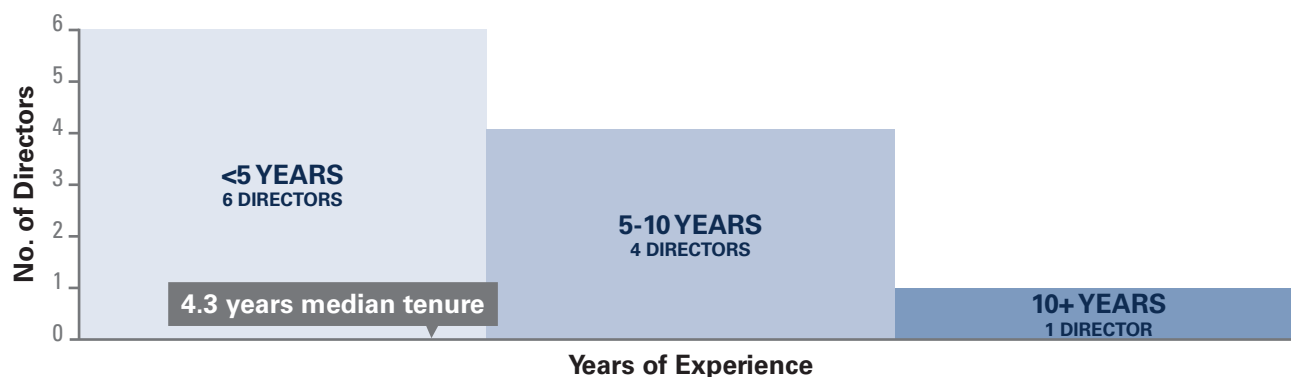 No. of Directors
6
5
4
3
2
1
0
<5 YEARS
6 DIRECTORS
4.3 years median tenure
5-10 YEARS
4 DIRECTORS
10+ YEARS
1 DIRECTOR
Years of Experience